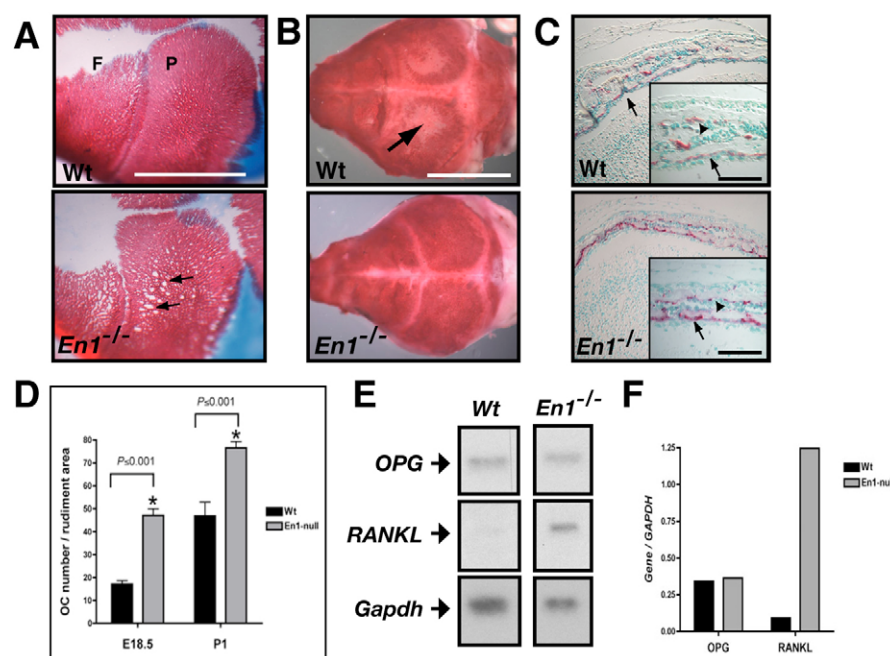 A
F
P
Wt
En1-/-
B
Wt
En1-/-
C
Wt
En1-/-
D
P≤0.001
P≤0.001
*
*
OC number / rudiment area
80
70
60
50
40
30
20
10
0
E18.5
P1
Wt
En1-null
E
Wt
En1-/-
OPG
RANKL
Gapdh
F
Gene / GAPDH
1.25
1.00
0.75
0.50
0.25
0.00
OPG
RANKL
Wt
En1-nu